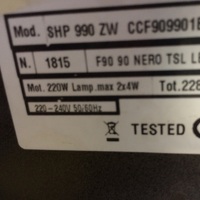 Mod. SHP 990 ZW CCF9099018
N. 1815 F90 90 NERO TSL
Mot. 220W Lamp.max 2x4W Tot.228
220-240V 50/60Hz
TESTED